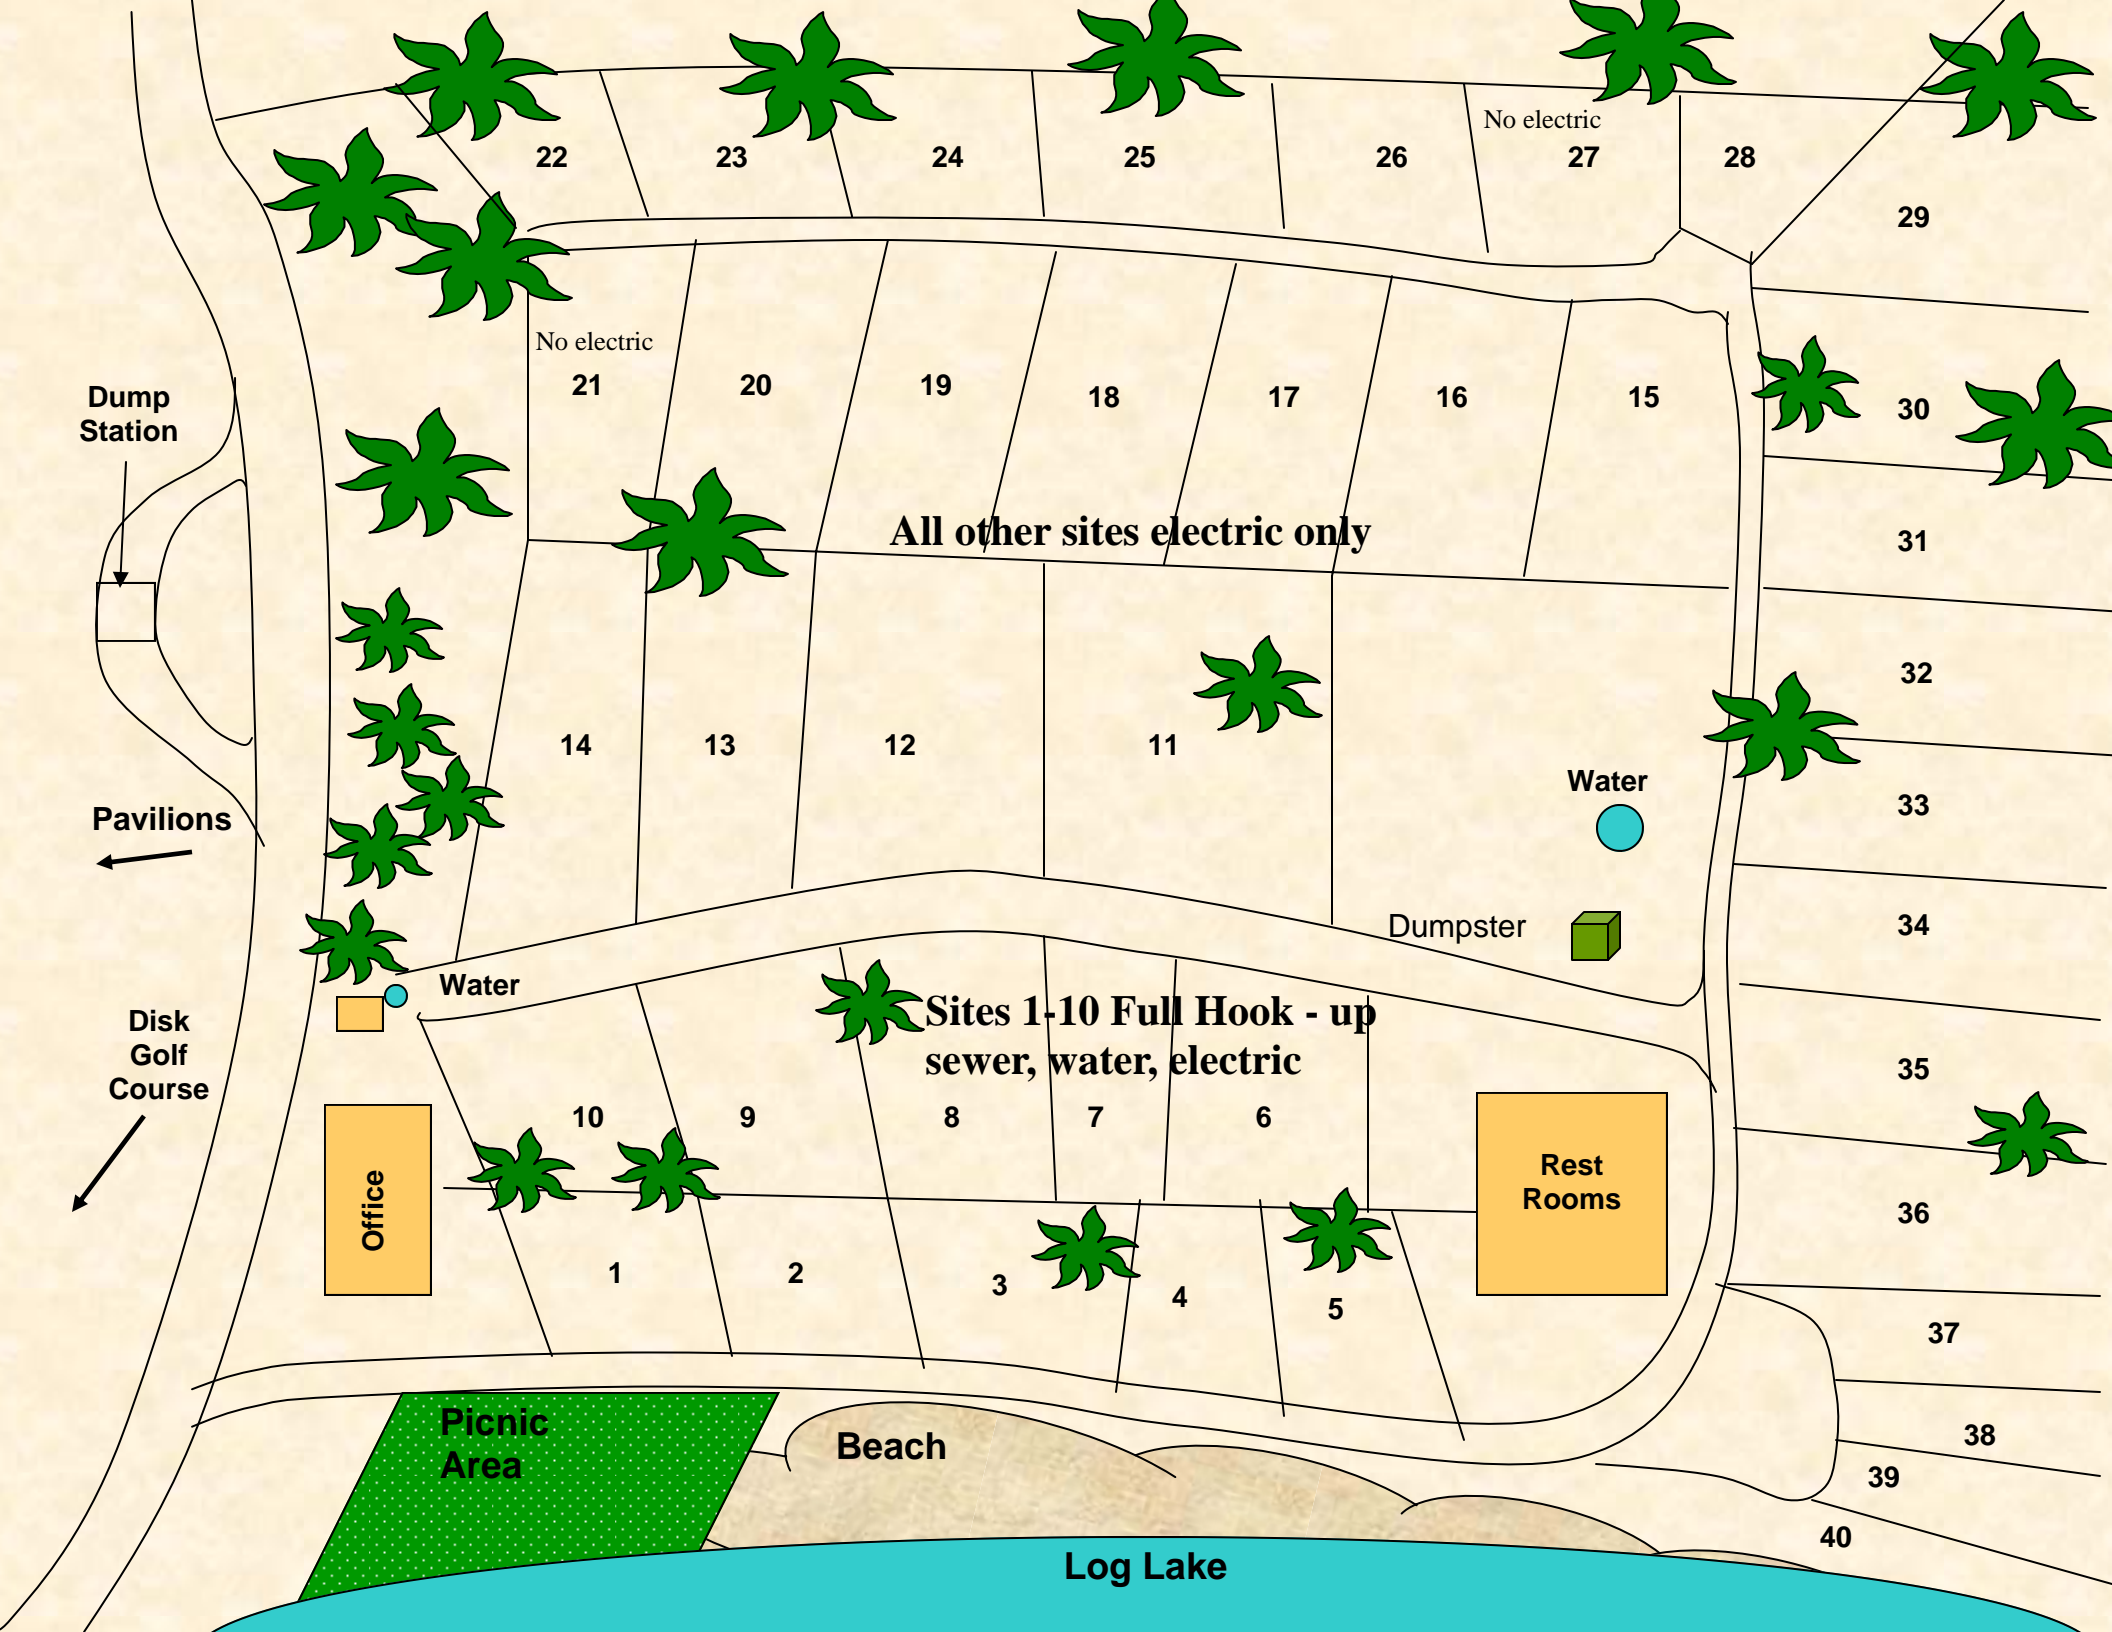 No electric
22
23
24
25
26
27
28
29
No electric
21
20
19
18
17
16
15
30
Dump
Station
All other sites electric only
31
32
14
13
12
11
Water
33
Pavilions
Dumpster
34
Water
Sites 1-10 Full Hook - up
sewer, water, electric
Disk
Golf
Course
35
10
9
8
7
6
Rest
Rooms
Office
36
1
2
3
4
5
37
Picnic
Area
Beach
38
39
40
Log Lake